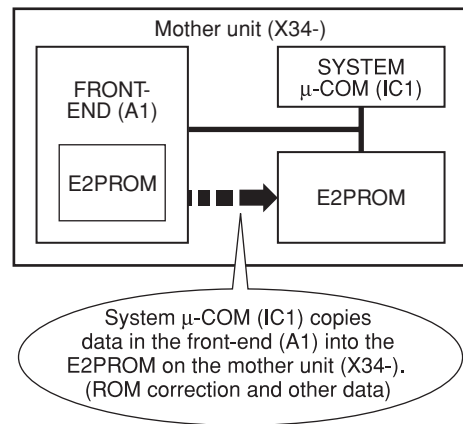 Mother unit (X34-)
FRONT-
END (A1)
E2PROM
SYSTEM
μ-COM (IC1)
E2PROM
System μ-COM (IC1) copies
data in the front-end (A1) into the
E2PROM on the mother unit (X34-).
(ROM correction and other data)